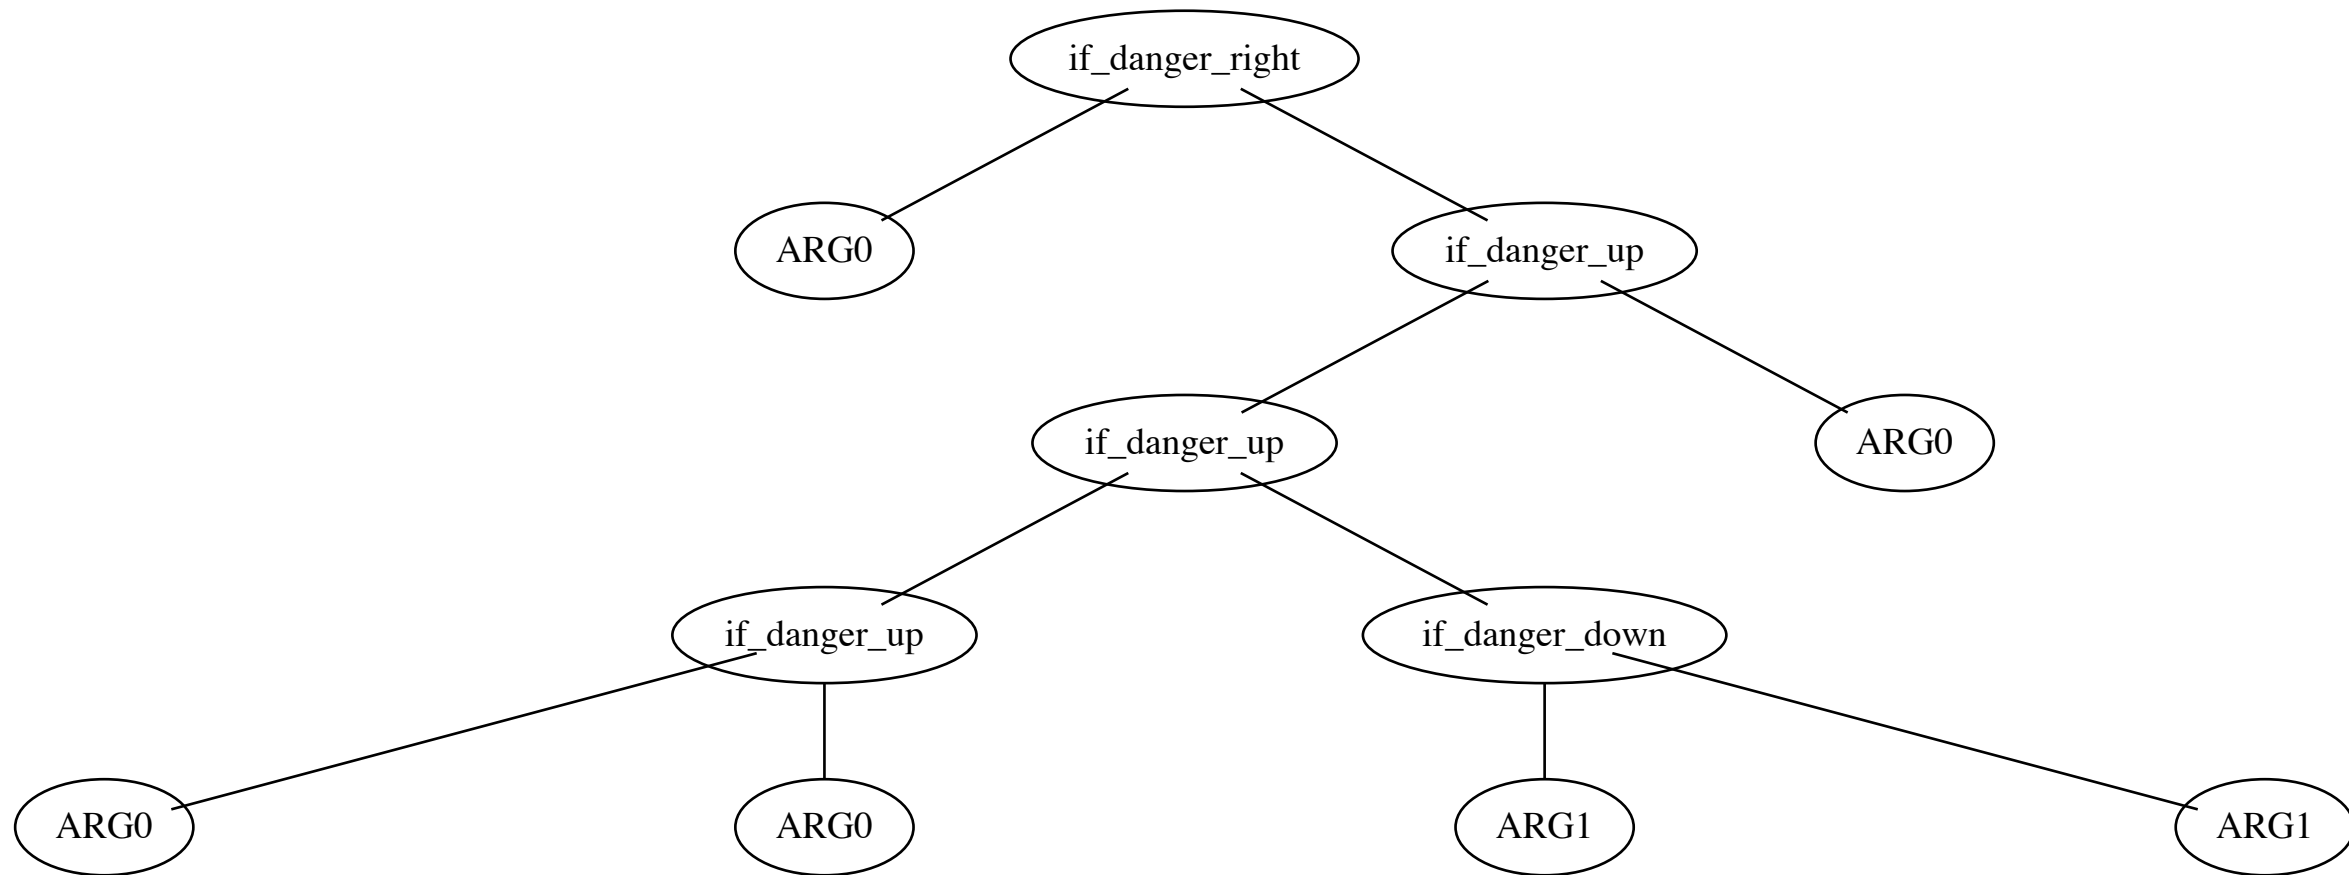 if_danger_right
ARG0
if_danger_up
if_danger_up
ARG0
if_danger_up
if_danger_down
ARG0
ARG0
ARG1
ARG1